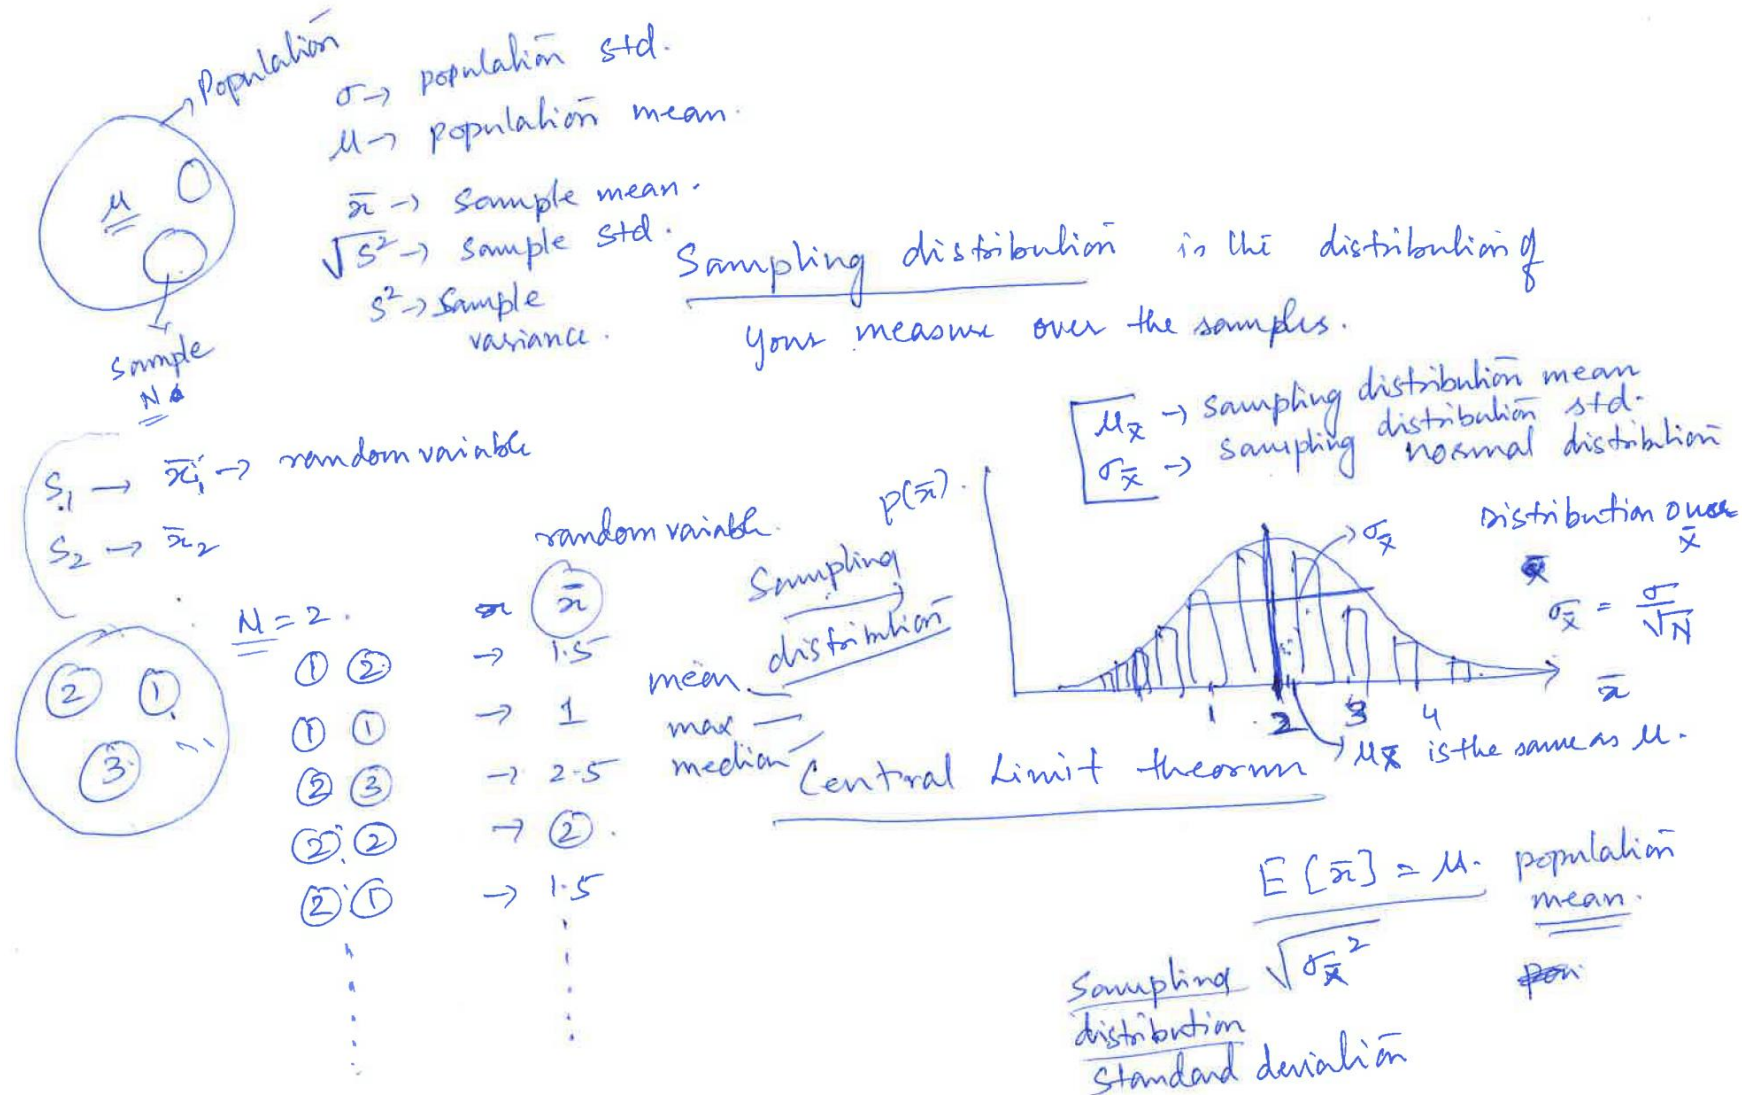 Population
σ → population std.
μ → population mean.
μ
x̄ → Sample mean.
√S² → Sample std.
S² → Sample
variance.
Sample
N
Sampling distribution is the distribution of
your measure over the samples.
S₁ → x̄₁ → random variable
S₂ → x̄₂
μx̄ → sampling distribution mean
σx̄ → sampling distribution std.
normal distribution
p(x̄)
σx̄
Distribution over
x̄
σx̄ = σ/√N
x̄
1 2 3 4
μx̄ is the same as μ.
N = 2.
random variable
x̄
2 1
3
1 2 → 1.5
1 1 → 1
2 3 → 2.5
2 2 → 2.
2 1 → 1.5
Sampling
distribution
mean
max
median
Central Limit theorem
E[x̄] = μ. population
mean.
√σx̄²
Sampling
distribution
Standard deviation